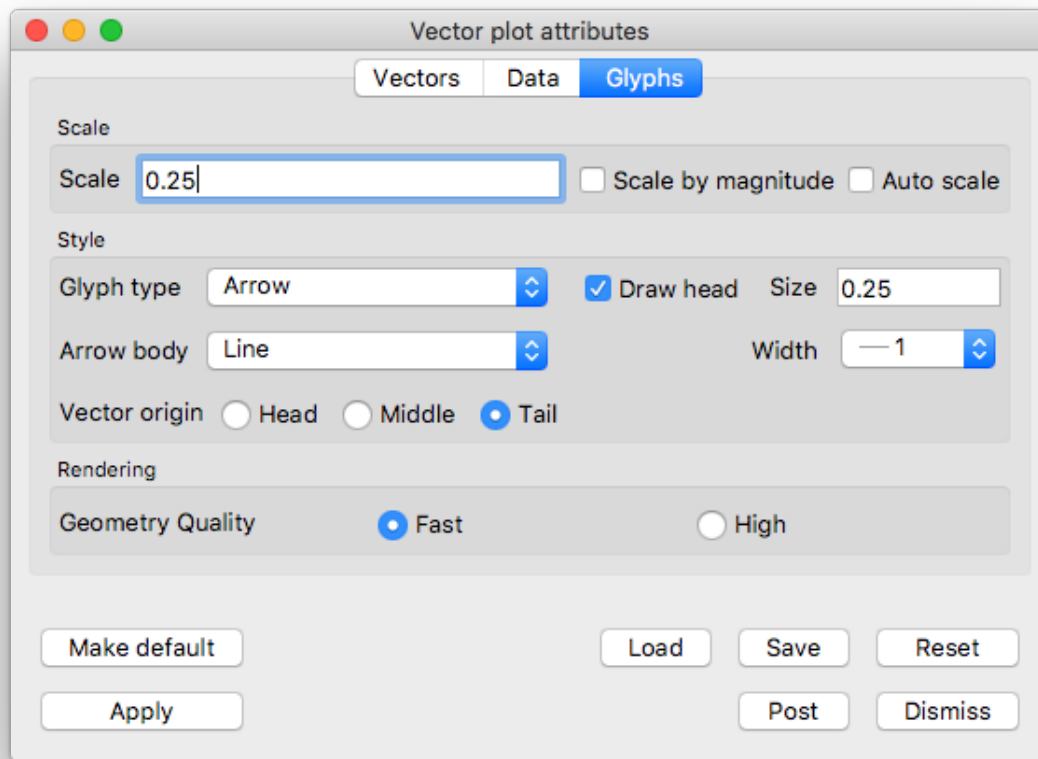 Vector plot attributes
Vectors Data Glyphs
Scale
Scale 0.25 Scale by magnitude Auto scale
Style
Glyph type Arrow Draw head Size 0.25
Arrow body Line Width 1
Vector origin Head Middle Tail
Rendering
Geometry Quality Fast High
Make default Load Save Reset
Apply Post Dismiss